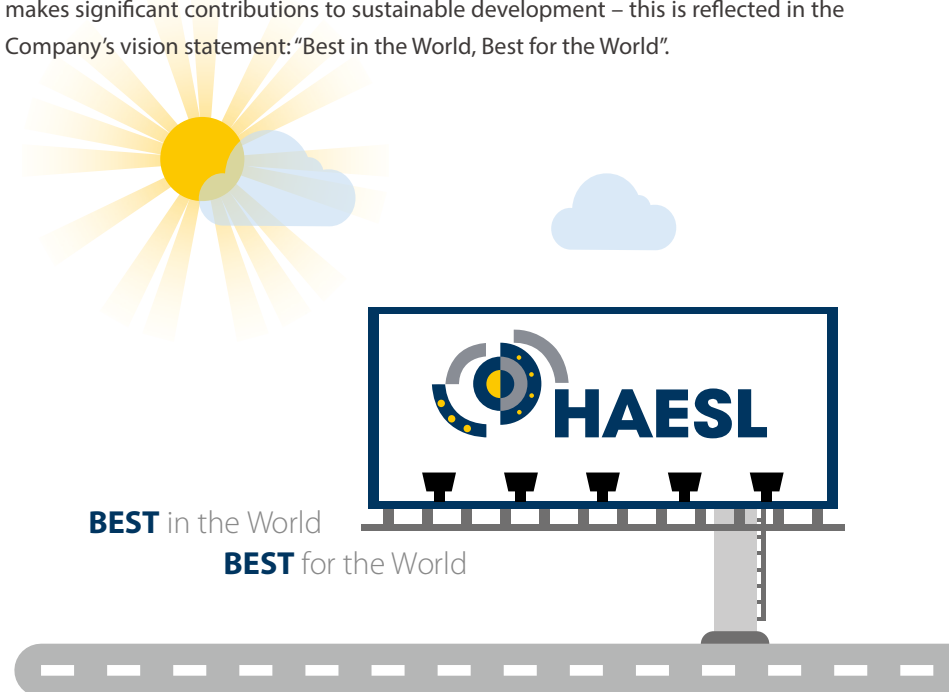 makes significant contributions to sustainable development – this is reflected in the
Company’s vision statement: “Best in the World, Best for the World”.
HAESL
BEST in the World
BEST for the World